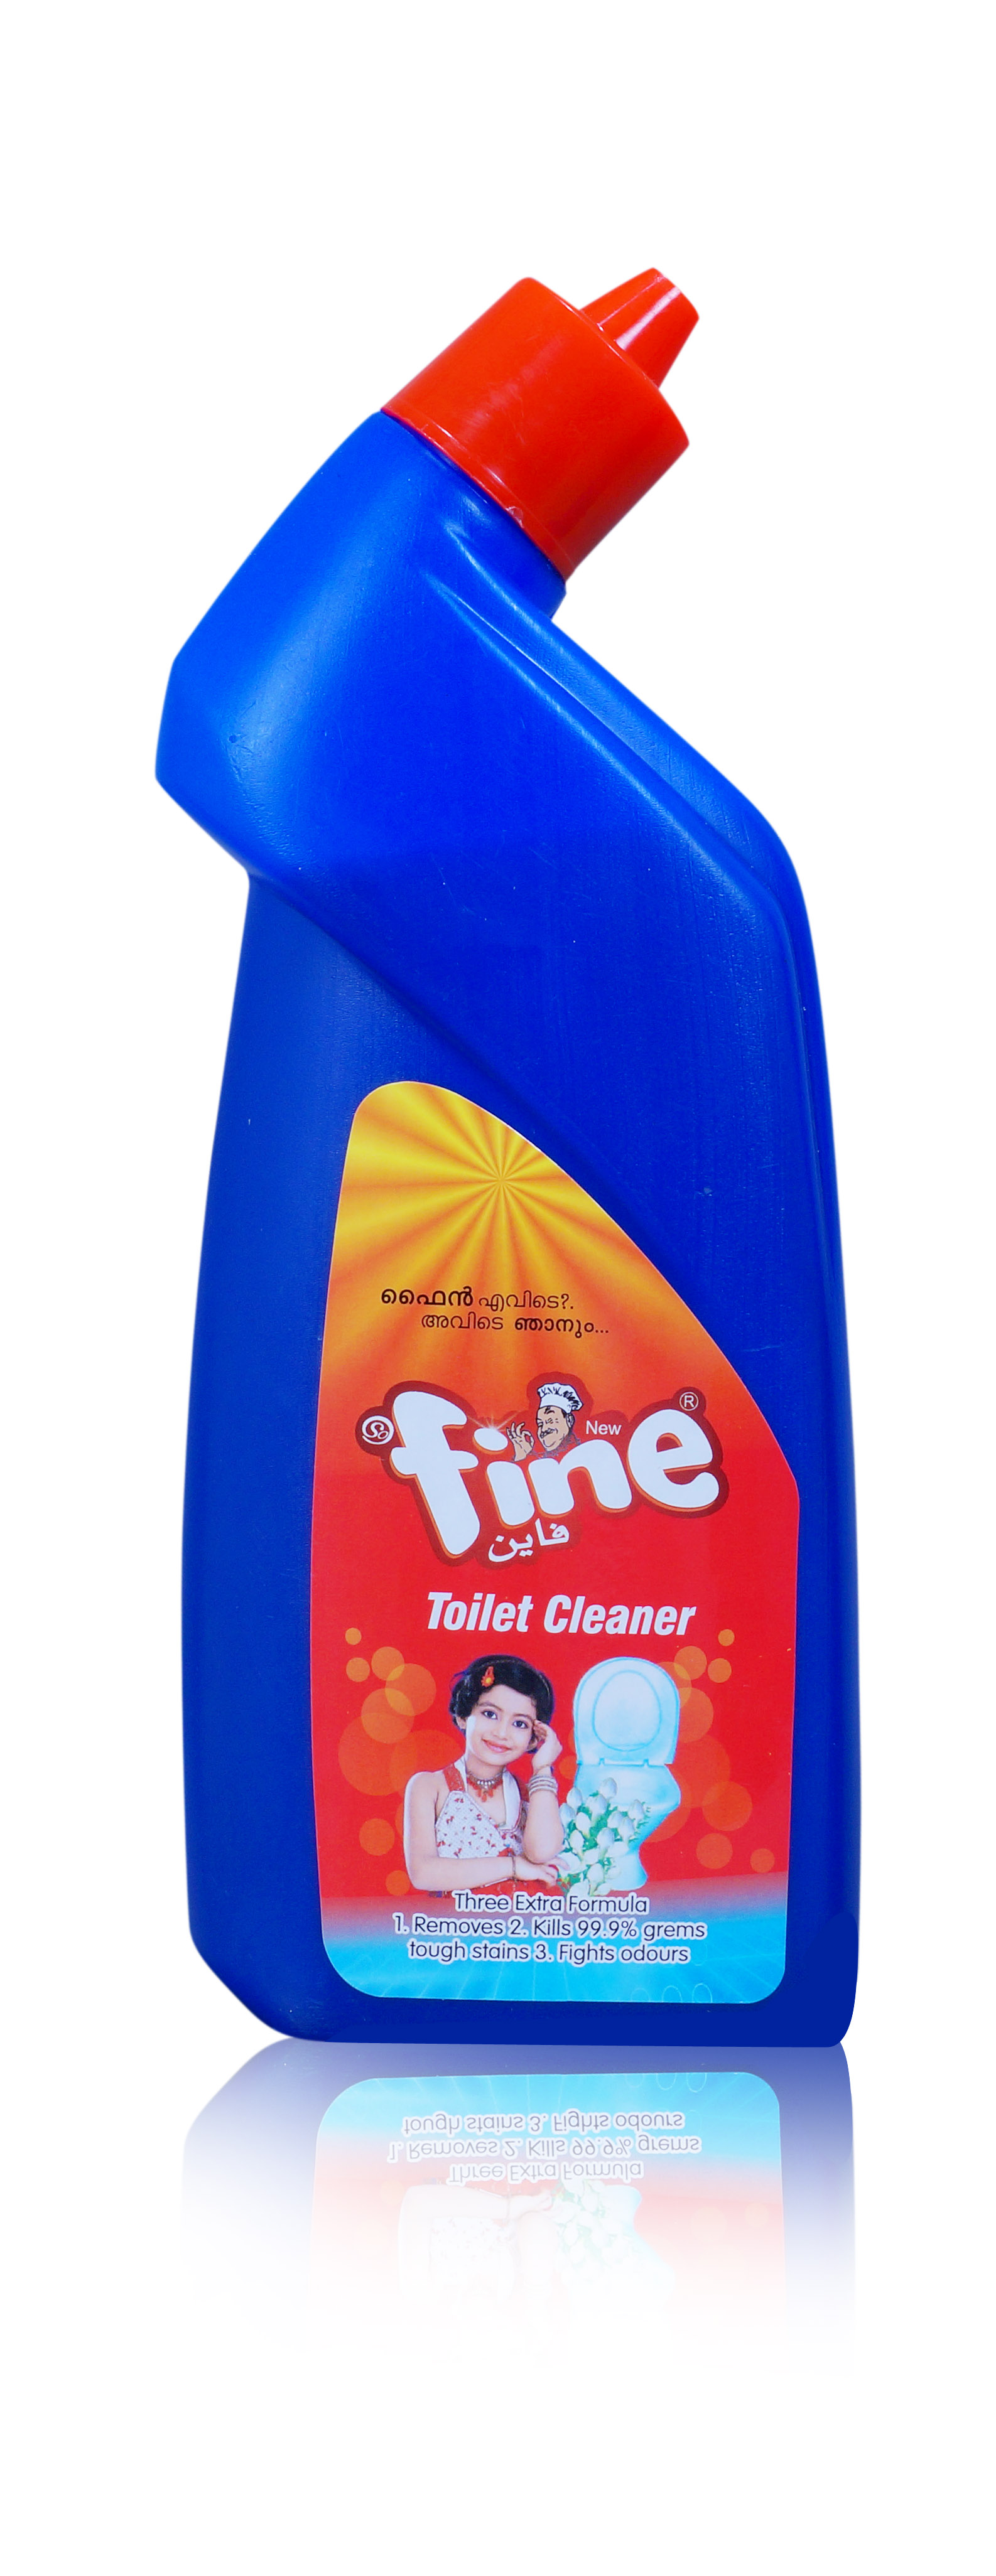 ഫൈൻ എവിടെ?.
അവിടെ ഞാനും...
So
fine
New
®
فاين
Toilet Cleaner
Three Extra Formula
1. Removes 2. Kills 99.9% grems
tough stains 3. Fights odours